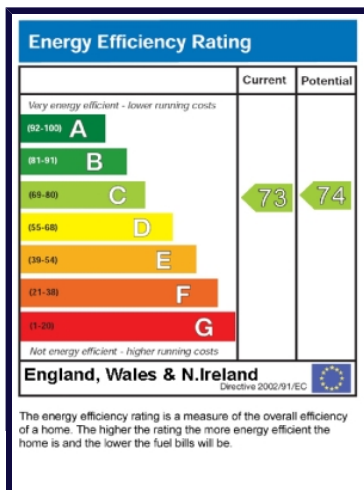 Energy Efficiency Rating
Current Potential
Very energy efficient - lower running costs
(92-100) A
(81-91) B
(69-80) C 73 74
(55-68) D
(39-54) E
(21-38) F
(1-20) G
Not energy efficient - higher running costs
England, Wales & N.Ireland
Directive 2002/91/EC
The energy efficiency rating is a measure of the overall efficiency
of a home. The higher the rating the more energy efficient the
home is and the lower the fuel bills will be.